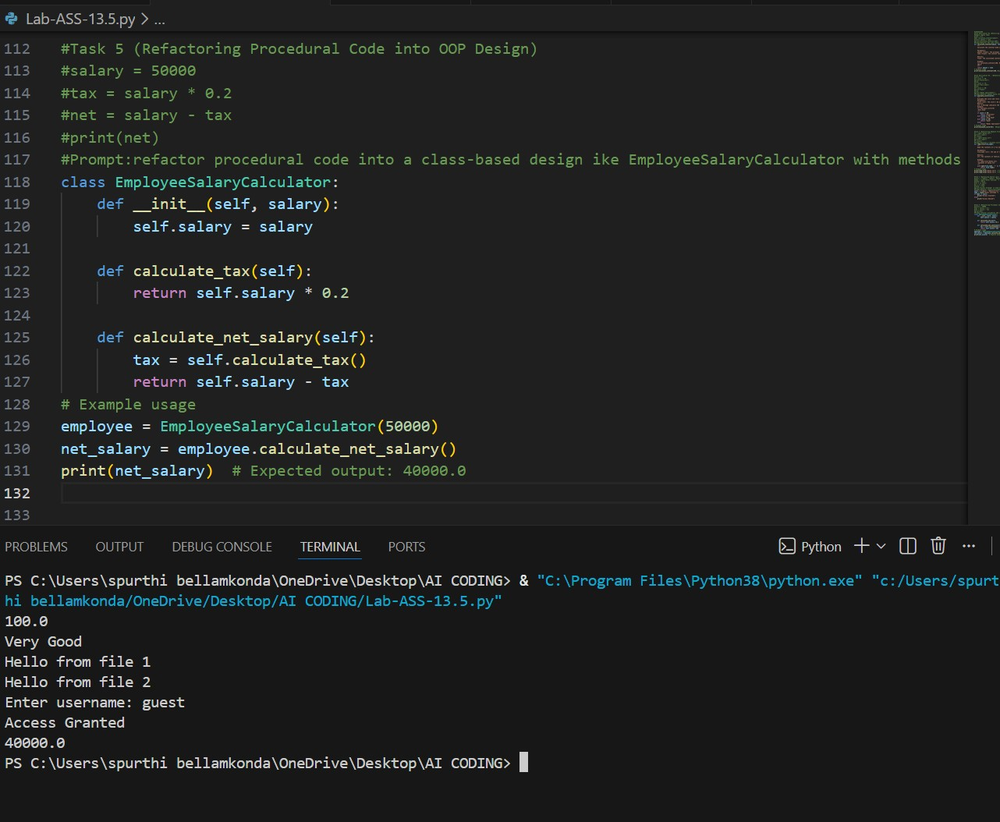 Lab-ASS-13.5.py > ...
112 #Task 5 (Refactoring Procedural Code into OOP Design)
113 #salary = 50000
114 #tax = salary * 0.2
115 #net = salary - tax
116 #print(net)
117 #Prompt:refactor procedural code into a class-based design ike EmployeeSalaryCalculator with methods
118 class EmployeeSalaryCalculator:
119     def __init__(self, salary):
120         self.salary = salary
121
122     def calculate_tax(self):
123         return self.salary * 0.2
124
125     def calculate_net_salary(self):
126         tax = self.calculate_tax()
127         return self.salary - tax
128 # Example usage
129 employee = EmployeeSalaryCalculator(50000)
130 net_salary = employee.calculate_net_salary()
131 print(net_salary)  # Expected output: 40000.0
132
133
PROBLEMS OUTPUT DEBUG CONSOLE TERMINAL PORTS Python
PS C:\Users\spurthi bellamkonda\OneDrive\Desktop\AI CODING> & "C:\Program Files\Python38\python.exe" "c:/Users/spurt
hi bellamkonda/OneDrive/Desktop/AI CODING/Lab-ASS-13.5.py"
100.0
Very Good
Hello from file 1
Hello from file 2
Enter username: guest
Access Granted
40000.0
PS C:\Users\spurthi bellamkonda\OneDrive\Desktop\AI CODING>